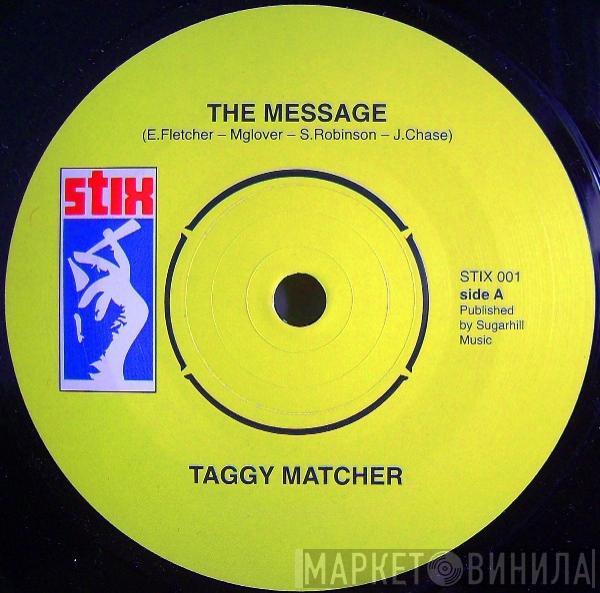 THE MESSAGE
(E.Fletcher – Mglover – S.Robinson – J.Chase)
stix
STIX 001
side A
Published
by Sugarhill
Music
TAGGY MATCHER
МАРКЕТ ВИНИЛА